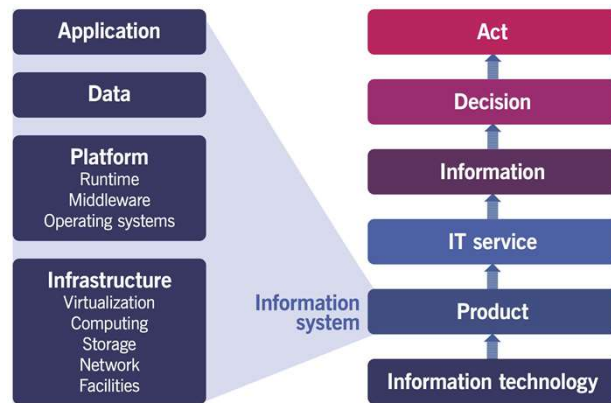 Application
Data
Platform
Runtime
Middleware
Operating systems
Infrastructure
Virtualization
Computing
Storage
Network
Facilities
Information
system
Act
Decision
Information
IT service
Product
Information technology